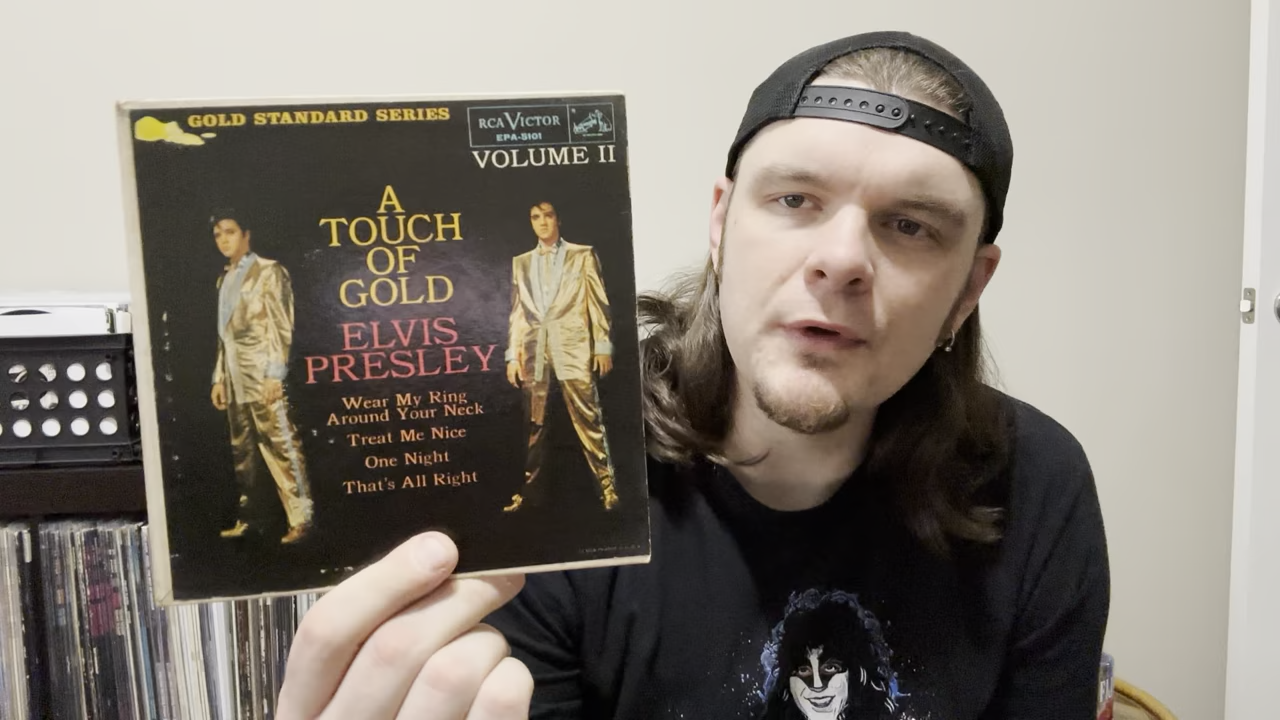 GOLD STANDARD SERIES
RCA VICTOR
EPA-5101
VOLUME II
A
TOUCH
OF
GOLD
ELVIS
PRESLEY
Wear My Ring
Around Your Neck
Treat Me Nice
One Night
That's All Right